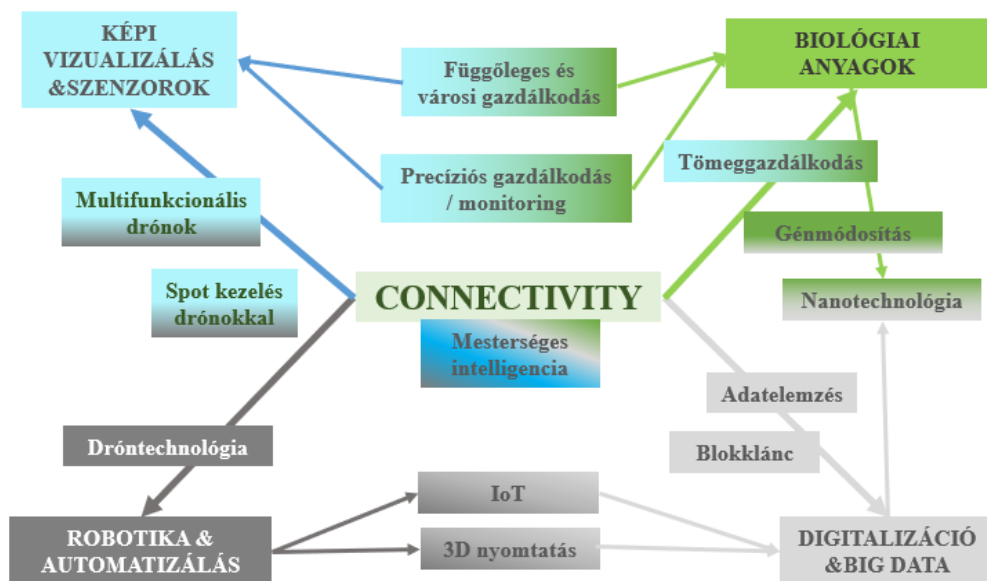 KÉPI
VIZUALIZÁLÁS
&SZENZOROK
Függőleges és
városi gazdálkodás
BIOLÓGIAI
ANYAGOK
Precíziós gazdálkodás
/ monitoring
Tömeggazdálkodás
Multifunkcionális
drónok
Génmódosítás
Spot kezelés
drónokkal
CONNECTIVITY
Nanotechnológia
Mesterséges
intelligencia
Adatelemzés
Dróntechnológia
Blokklánc
IoT
ROBOTIKA &
AUTOMATIZÁLÁS
3D nyomtatás
DIGITALIZÁCIÓ
&BIG DATA